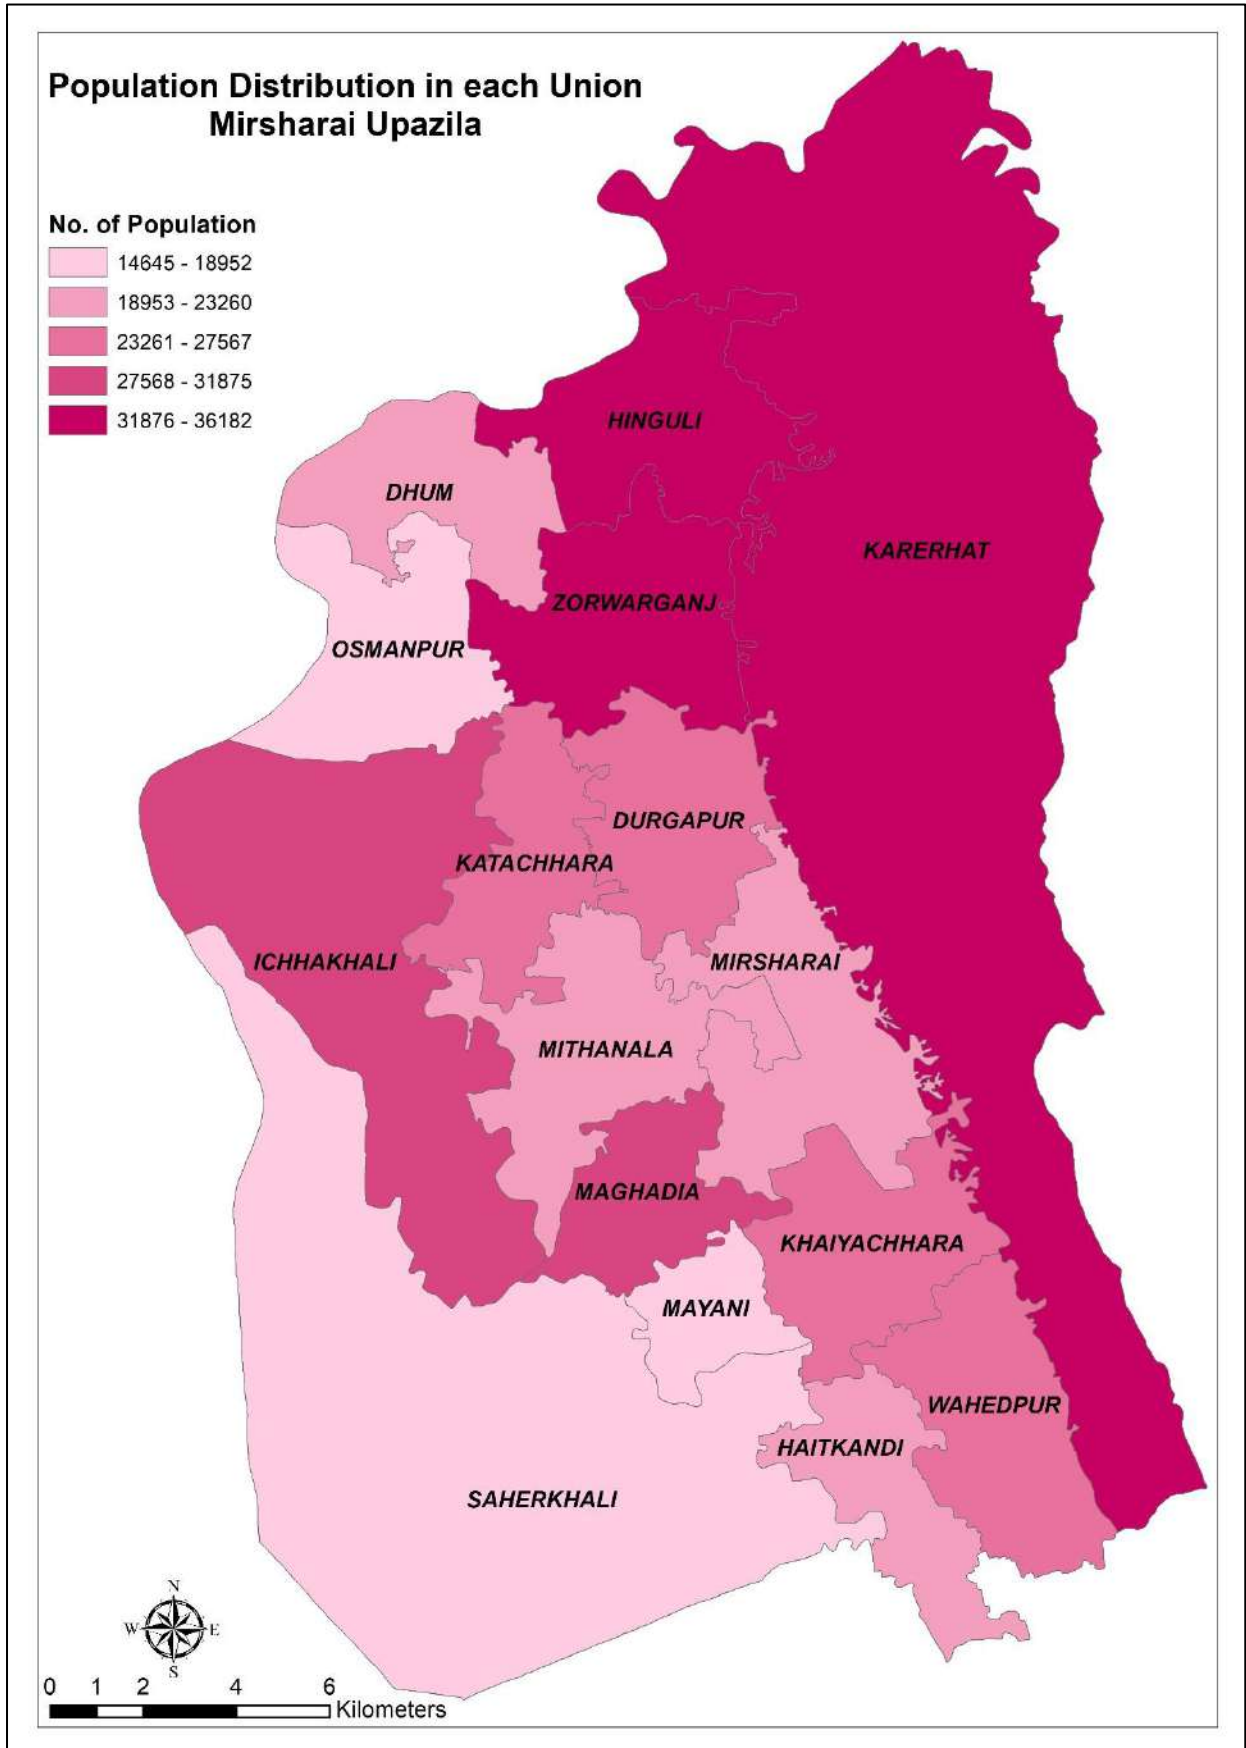 Population Distribution in each Union
Mirsharai Upazila
No. of Population
14645 - 18952
18953 - 23260
23261 - 27567
27568 - 31875
31876 - 36182
HINGULI
DHUM
KARERHAT
ZORWARGANJ
OSMANPUR
DURGAPUR
KATACHHARA
ICHHAKHALI
MIRSHARAI
MITHANALA
MAGHADIA
KHAIYACHHARA
MAYANI
WAHEDPUR
HAITKANDI
SAHERKHALI
N
W E
S
0 1 2 4 6
Kilometers